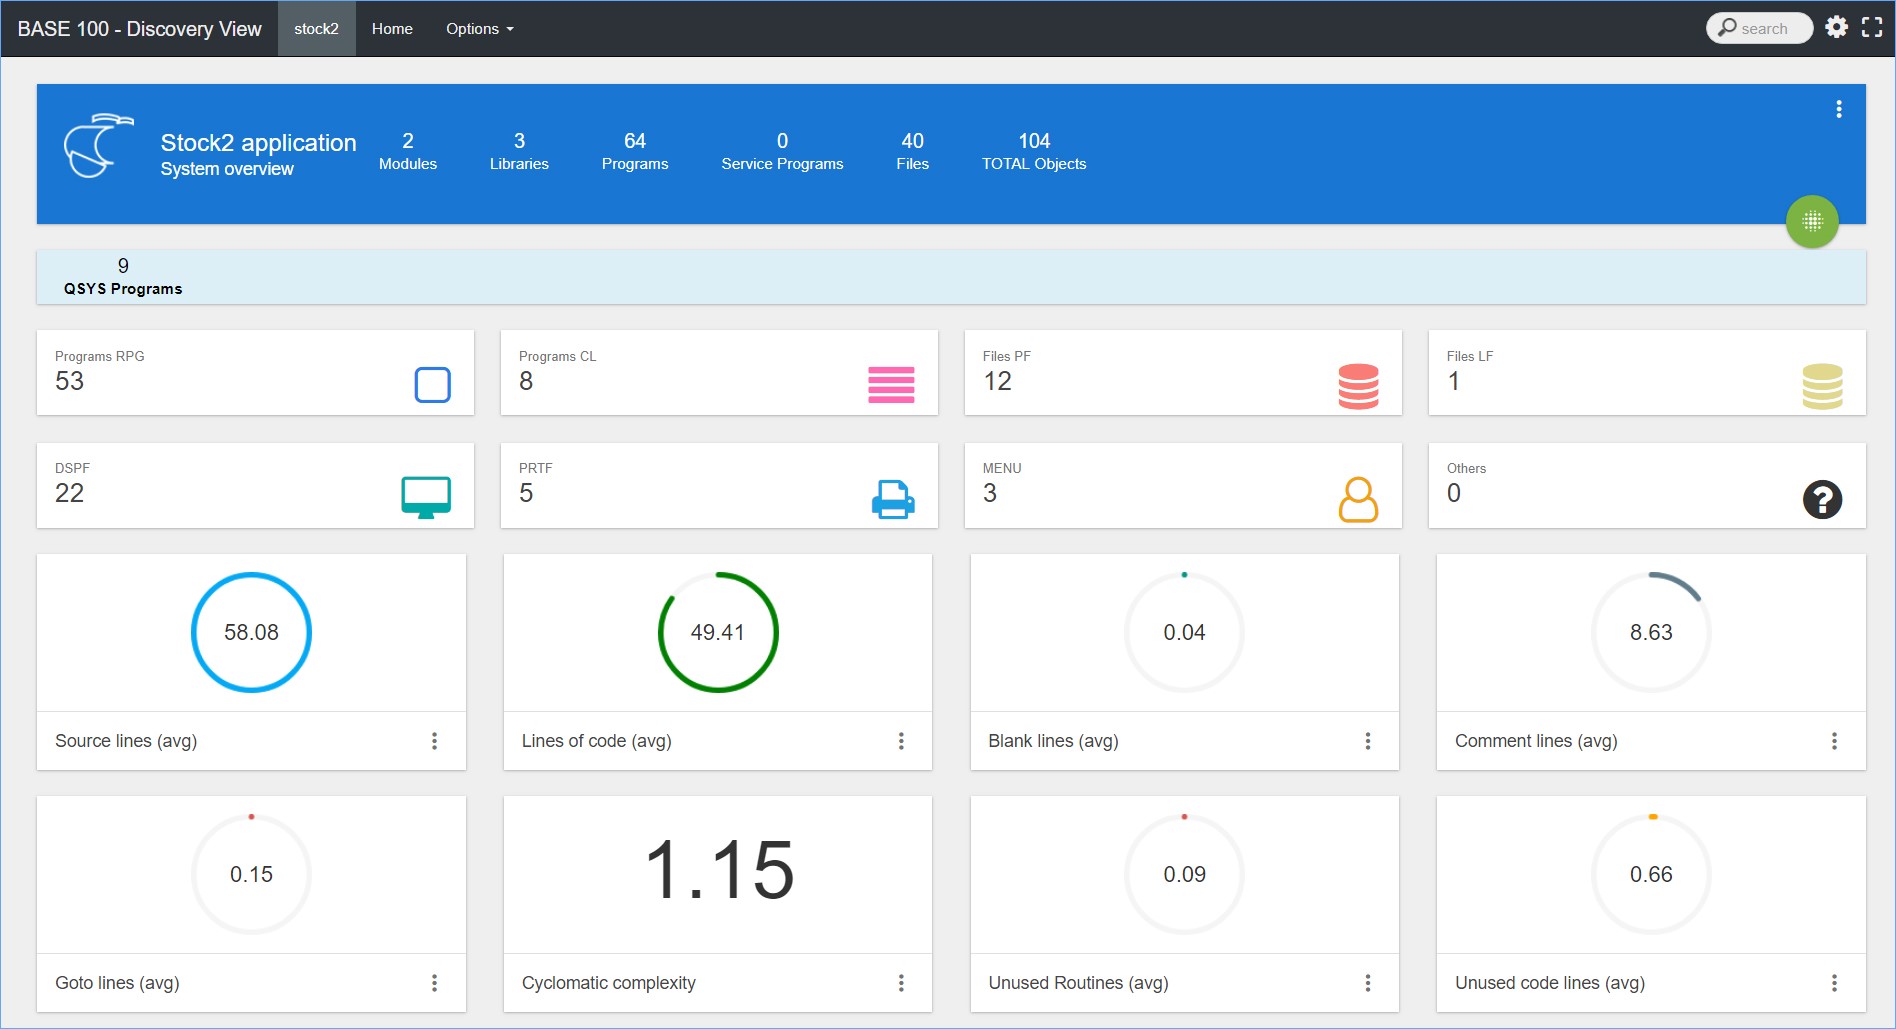 BASE 100 - Discovery View
stock2
Home
Options
search
Stock2 application
System overview
2
Modules
3
Libraries
64
Programs
0
Service Programs
40
Files
104
TOTAL Objects
9
QSYS Programs
Programs RPG
53
Programs CL
8
Files PF
12
Files LF
1
DSPF
22
PRTF
5
MENU
3
Others
0
?
58.08
Source lines (avg)
49.41
Lines of code (avg)
0.04
Blank lines (avg)
8.63
Comment lines (avg)
0.15
Goto lines (avg)
1.15
Cyclomatic complexity
0.09
Unused Routines (avg)
0.66
Unused code lines (avg)